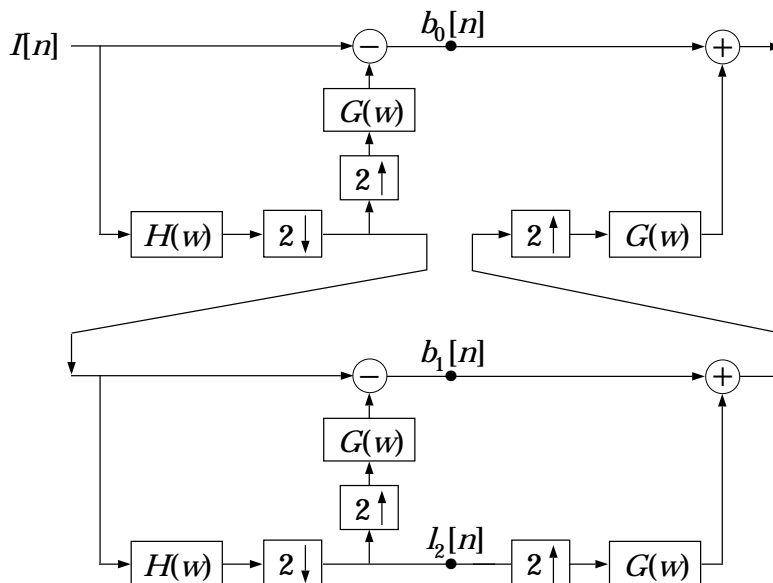 I[n]
−
b₀[n]
+
G(w)
2↑
H(w)
2↓
2↑
G(w)
−
b₁[n]
+
G(w)
2↑
H(w)
2↓
l₂[n]
2↑
G(w)